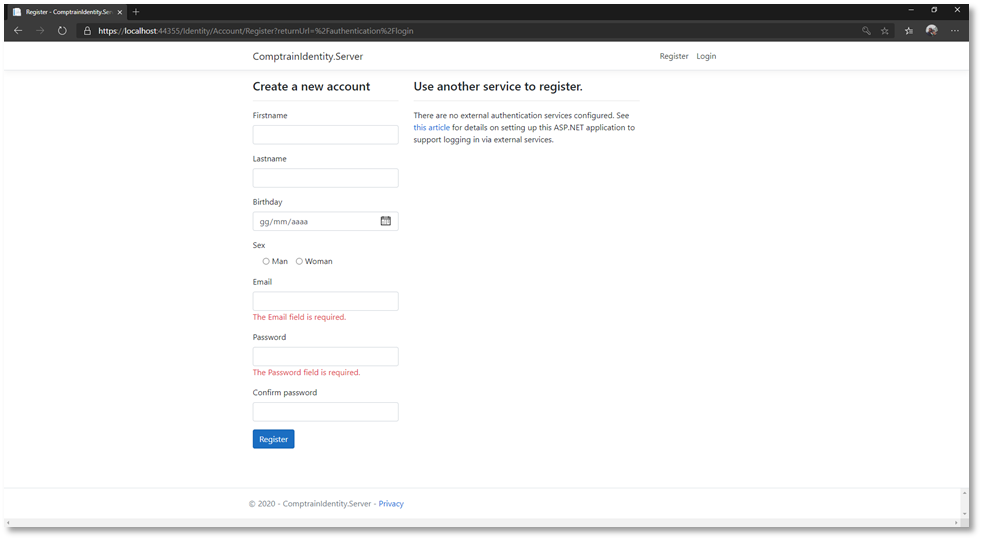 Register - ComptrainIdentity.Ser
https://localhost:44355/Identity/Account/Register?returnUrl=%2Fauthentication%2Flogin
ComptrainIdentity.Server
Register Login
Create a new account
Firstname
Lastname
Birthday
gg/mm/aaaa
Sex
Man Woman
Email
The Email field is required.
Password
The Password field is required.
Confirm password
Register
Use another service to register.
There are no external authentication services configured. See
this article for details on setting up this ASP.NET application to
support logging in via external services.
© 2020 - ComptrainIdentity.Server - Privacy